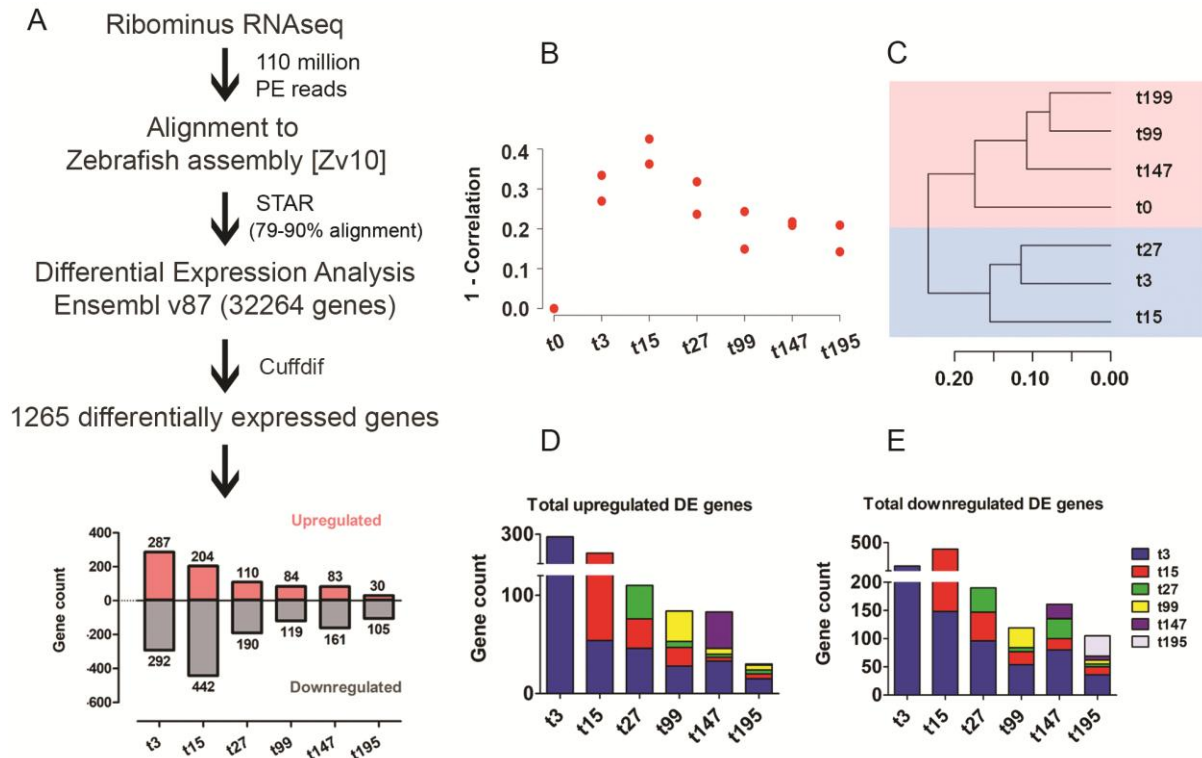 A
Ribominus RNAseq
110 million
PE reads
Alignment to
Zebrafish assembly [Zv10]
STAR
(79-90% alignment)
Differential Expression Analysis
Ensembl v87 (32264 genes)
Cuffdif
1265 differentially expressed genes
Upregulated
Gene count
400
200
0
-200
-400
-600
287
204
110
84
83
30
292
442
190
119
161
105
Downregulated
t3
t15
t27
t99
t147
t195
B
1 - Correlation
0.4
0.3
0.2
0.1
0.0
t0
t3
t15
t27
t99
t147
t195
C
t199
t99
t147
t0
t27
t3
t15
0.20
0.10
0.00
D
Total upregulated DE genes
Gene count
300
100
0
t3
t15
t27
t99
t147
t195
E
Total downregulated DE genes
Gene count
500
200
150
100
50
0
t3
t15
t27
t99
t147
t195
t3
t15
t27
t99
t147
t195